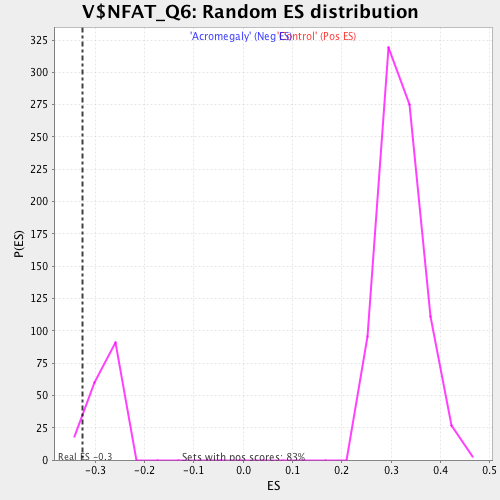 V$NFAT_Q6: Random ES distribution
'Acromegaly' (Neg ES) 'Control' (Pos ES)
325
300
275
250
225
200
175
150
125
100
75
50
25
0
P(ES)
Real ES -0.3 Sets with pos scores: 83%
-0.3 -0.2 -0.1 0.0 0.1 0.2 0.3 0.4 0.5
ES